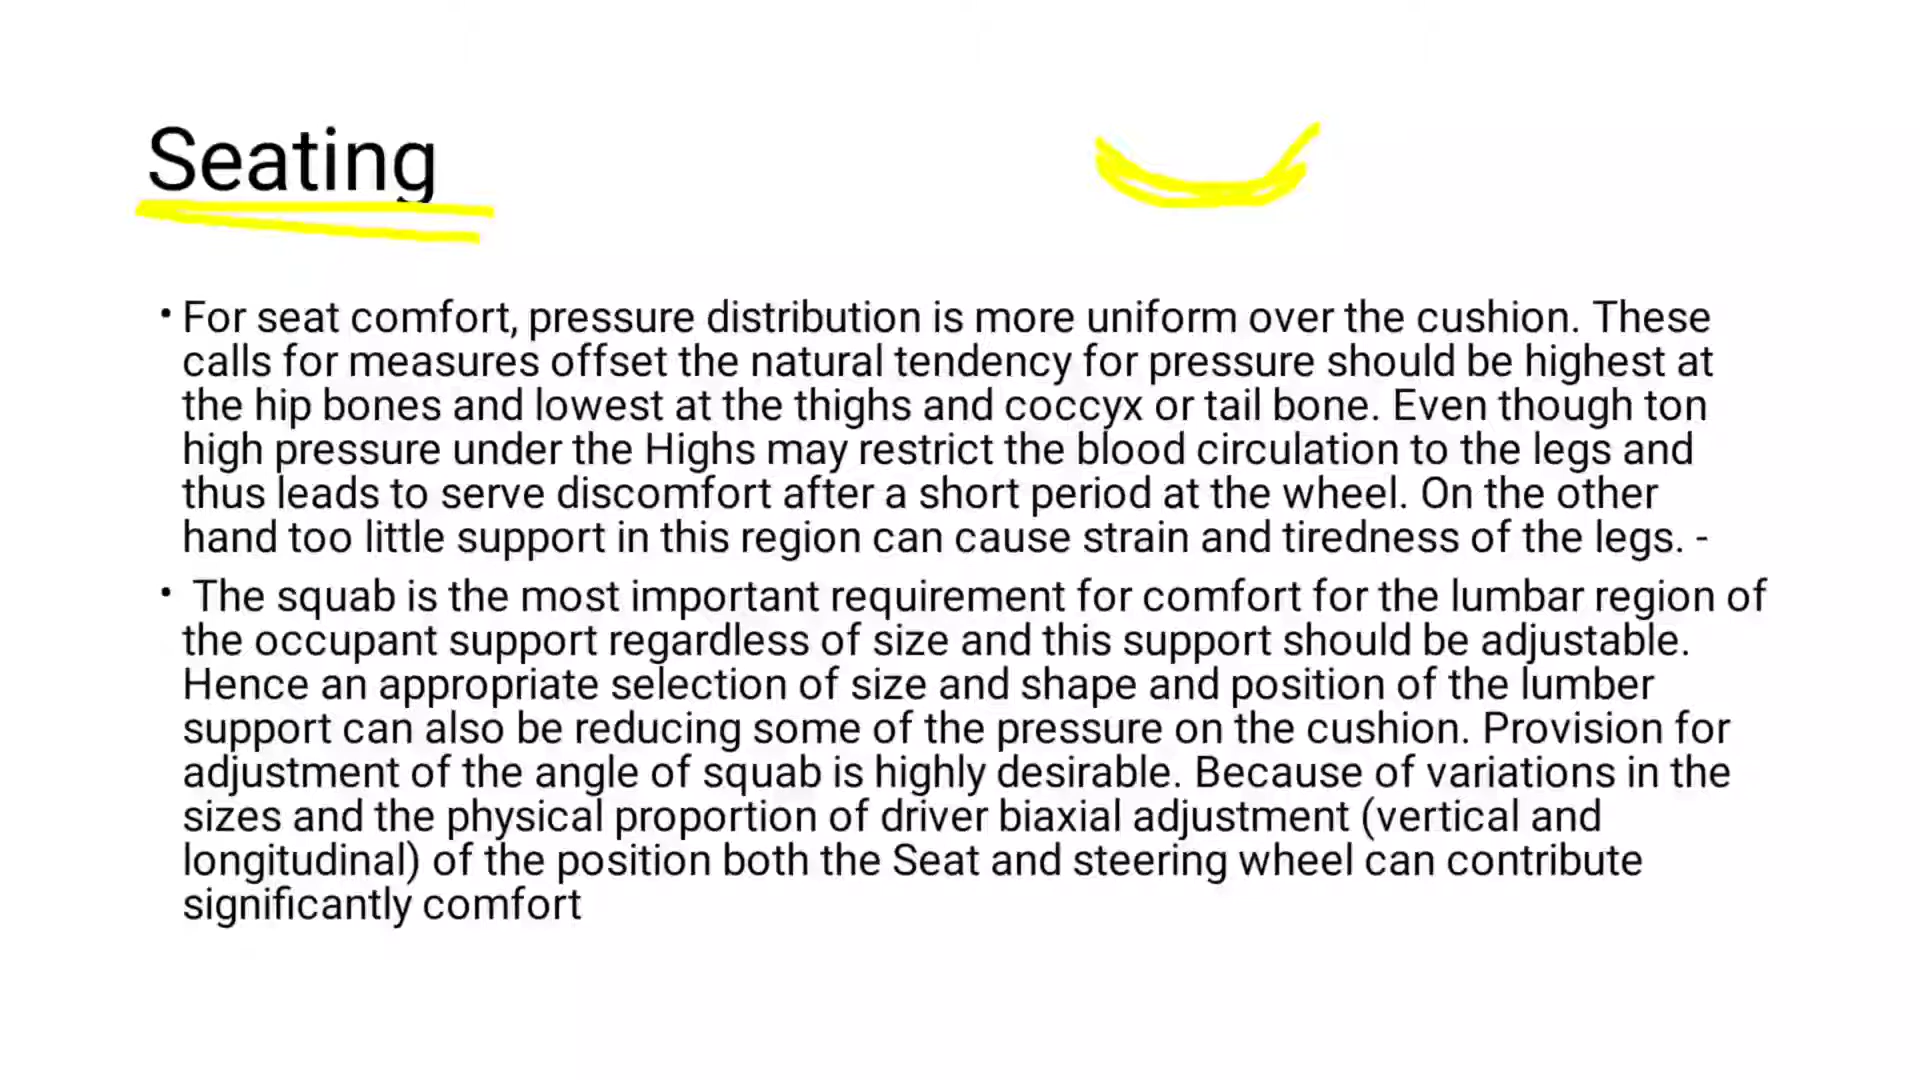 Seating
• For seat comfort, pressure distribution is more uniform over the cushion. These
calls for measures offset the natural tendency for pressure should be highest at
the hip bones and lowest at the thighs and coccyx or tail bone. Even though ton
high pressure under the Highs may restrict the blood circulation to the legs and
thus leads to serve discomfort after a short period at the wheel. On the other
hand too little support in this region can cause strain and tiredness of the legs. -
• The squab is the most important requirement for comfort for the lumbar region of
the occupant support regardless of size and this support should be adjustable.
Hence an appropriate selection of size and shape and position of the lumber
support can also be reducing some of the pressure on the cushion. Provision for
adjustment of the angle of squab is highly desirable. Because of variations in the
sizes and the physical proportion of driver biaxial adjustment (vertical and
longitudinal) of the position both the Seat and steering wheel can contribute
significantly comfort